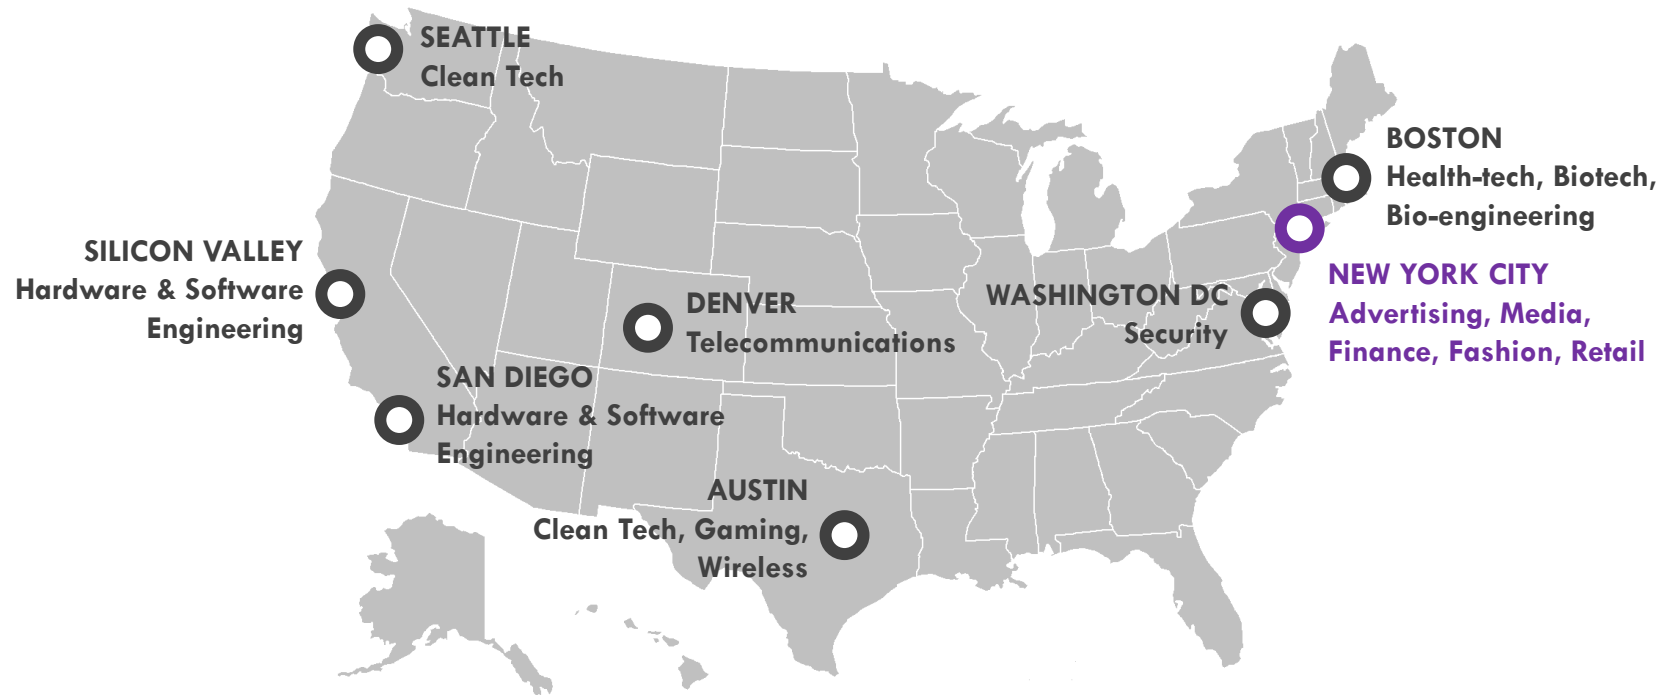 SEATTLE
Clean Tech
BOSTON
Health-tech, Biotech,
Bio-engineering
SILICON VALLEY
Hardware & Software
Engineering
NEW YORK CITY
Advertising, Media,
Finance, Fashion, Retail
WASHINGTON DC
Security
DENVER
Telecommunications
SAN DIEGO
Hardware & Software
Engineering
AUSTIN
Clean Tech, Gaming,
Wireless